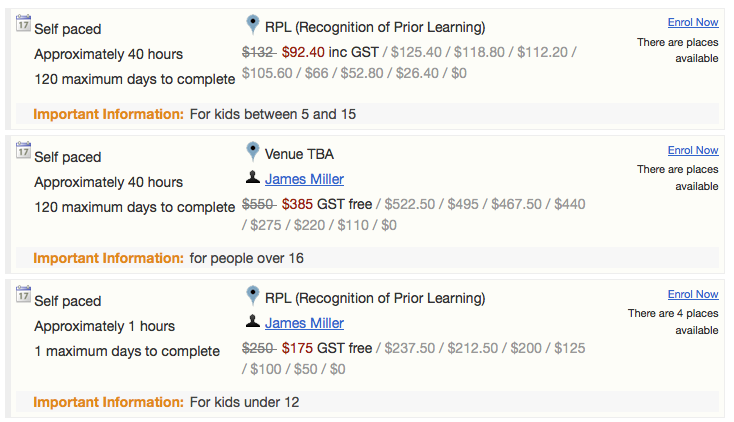 17 Self paced
Approximately 40 hours
120 maximum days to complete
RPL (Recognition of Prior Learning)
$132 $92.40 inc GST / $125.40 / $118.80 / $112.20 /
$105.60 / $66 / $52.80 / $26.40 / $0
Enrol Now
There are places
available
Important Information: For kids between 5 and 15
17 Self paced
Approximately 40 hours
120 maximum days to complete
Venue TBA
James Miller
$550 $385 GST free / $522.50 / $495 / $467.50 / $440
/ $275 / $220 / $110 / $0
Enrol Now
There are places
available
Important Information: for people over 16
17 Self paced
Approximately 1 hours
1 maximum days to complete
RPL (Recognition of Prior Learning)
James Miller
$250 $175 GST free / $237.50 / $212.50 / $200 / $125
/ $100 / $50 / $0
Enrol Now
There are 4 places
available
Important Information: For kids under 12